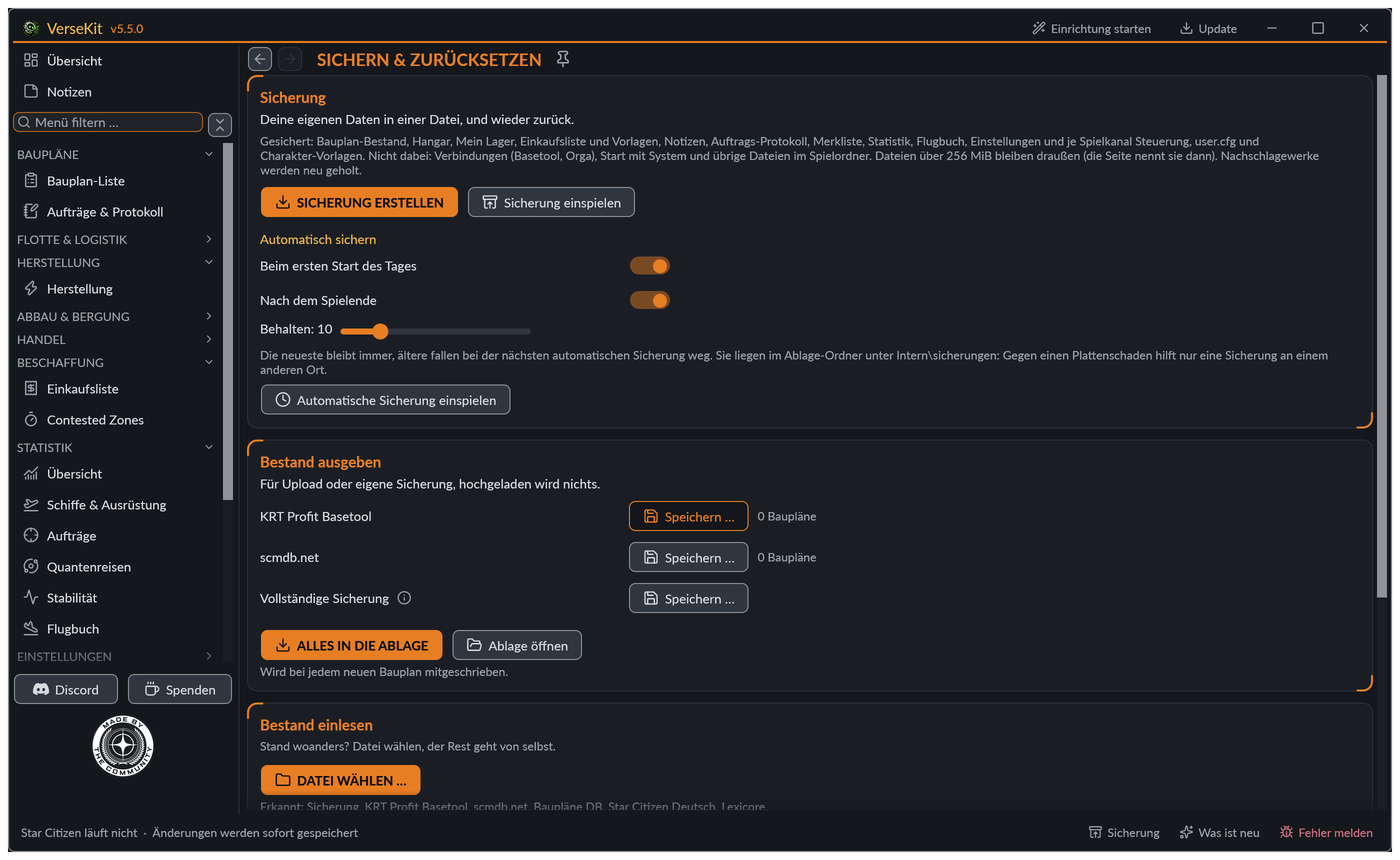 VerseKit v5.5.0
Einrichtung starten
Update
Übersicht
Notizen
Menü filtern ...
BAUPLÄNE
Bauplan-Liste
Aufträge & Protokoll
FLOTTE & LOGISTIK
HERSTELLUNG
Herstellung
ABBAU & BERGUNG
HANDEL
BESCHAFFUNG
Einkaufsliste
Contested Zones
STATISTIK
Übersicht
Schiffe & Ausrüstung
Aufträge
Quantenreisen
Stabilität
Flugbuch
EINSTELLUNGEN
Discord
Spenden
MADE BY
THE COMMUNITY
SICHERN & ZURÜCKSETZEN
Sicherung
Deine eigenen Daten in einer Datei, und wieder zurück.
Gesichert: Bauplan-Bestand, Hangar, Mein Lager, Einkaufsliste und Vorlagen, Notizen, Auftrags-Protokoll, Merkliste, Statistik, Flugbuch, Einstellungen und je Spielkanal Steuerung, user.cfg und
Charakter-Vorlagen. Nicht dabei: Verbindungen (Basetool, Orga), Start mit System und übrige Dateien im Spielordner. Dateien über 256 MiB bleiben draußen (die Seite nennt sie dann). Nachschlagewerke
werden neu geholt.
SICHERUNG ERSTELLEN
Sicherung einspielen
Automatisch sichern
Beim ersten Start des Tages
Nach dem Spielende
Behalten: 10
Die neueste bleibt immer, ältere fallen bei der nächsten automatischen Sicherung weg. Sie liegen im Ablage-Ordner unter Intern\sicherungen: Gegen einen Plattenschaden hilft nur eine Sicherung an einem
anderen Ort.
Automatische Sicherung einspielen
Bestand ausgeben
Für Upload oder eigene Sicherung, hochgeladen wird nichts.
KRT Profit Basetool
Speichern ...
0 Baupläne
scmdb.net
Speichern ...
0 Baupläne
Vollständige Sicherung
Speichern ...
ALLES IN DIE ABLAGE
Ablage öffnen
Wird bei jedem neuen Bauplan mitgeschrieben.
Bestand einlesen
Stand woanders? Datei wählen, der Rest geht von selbst.
DATEI WÄHLEN ...
Erkannt: Sicherung, KRT Profit Basetool, scmdb.net, Baupläne DB, Star Citizen Deutsch, Lexicore.
Star Citizen läuft nicht · Änderungen werden sofort gespeichert
Sicherung
Was ist neu
Fehler melden